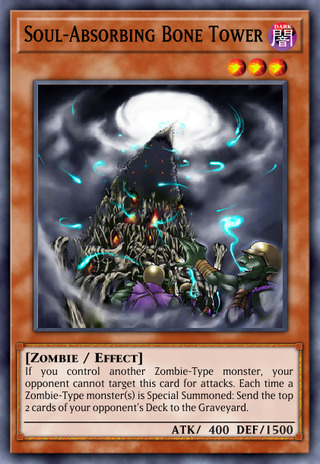 Soul-Absorbing Bone Tower
DARK
闇
[Zombie / Effect]
If you control another Zombie-Type monster, your
opponent cannot target this card for attacks. Each time a
Zombie-Type monster(s) is Special Summoned: Send the top
2 cards of your opponent's Deck to the Graveyard.
ATK/ 400 DEF/1500